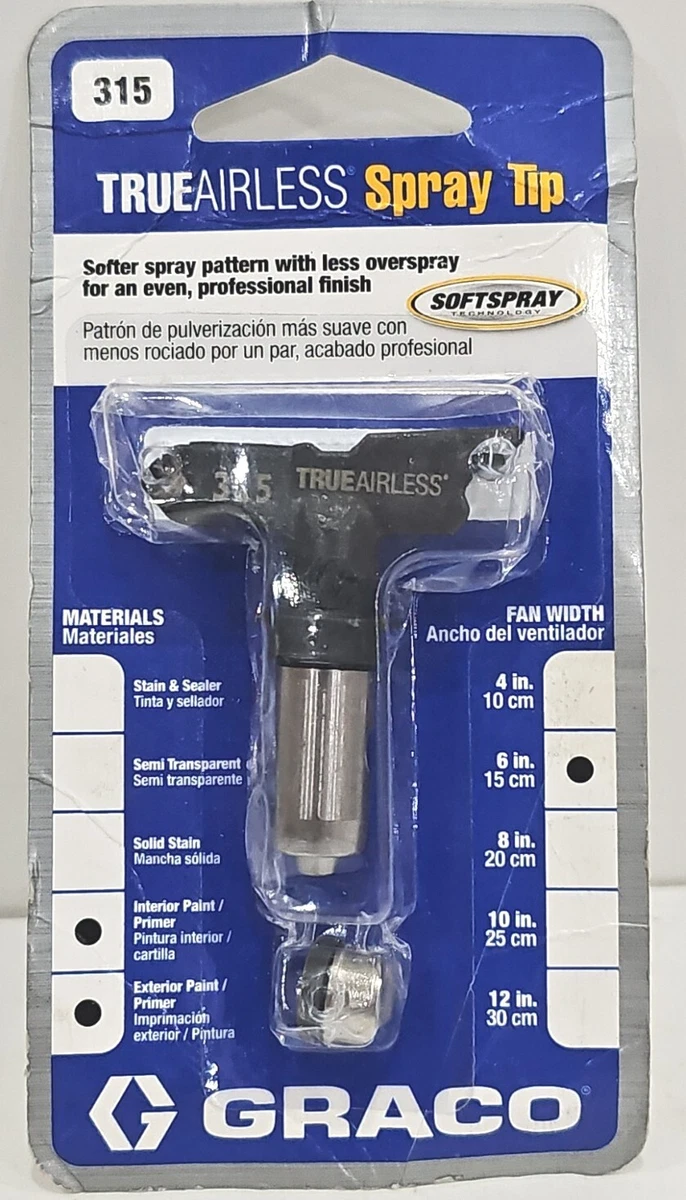 315
TRUEAIRLESS® Spray Tip
Softer spray pattern with less overspray
for an even, professional finish
SOFTSPRAY
TECHNOLOGY
Patrón de pulverización más suave con
menos rociado por un par, acabado profesional
315 TRUEAIRLESS®
MATERIALS
Materiales
FAN WIDTH
Ancho del ventilador
Stain & Sealer
Tinta y sellador
4 in.
10 cm
Semi Transparent
Semi transparente
6 in.
15 cm
Solid Stain
Mancha sólida
8 in.
20 cm
Interior Paint /
Primer
Pintura interior /
cartilla
10 in.
25 cm
Exterior Paint /
Primer
Imprimación
exterior / Pintura
12 in.
30 cm
G GRACO®